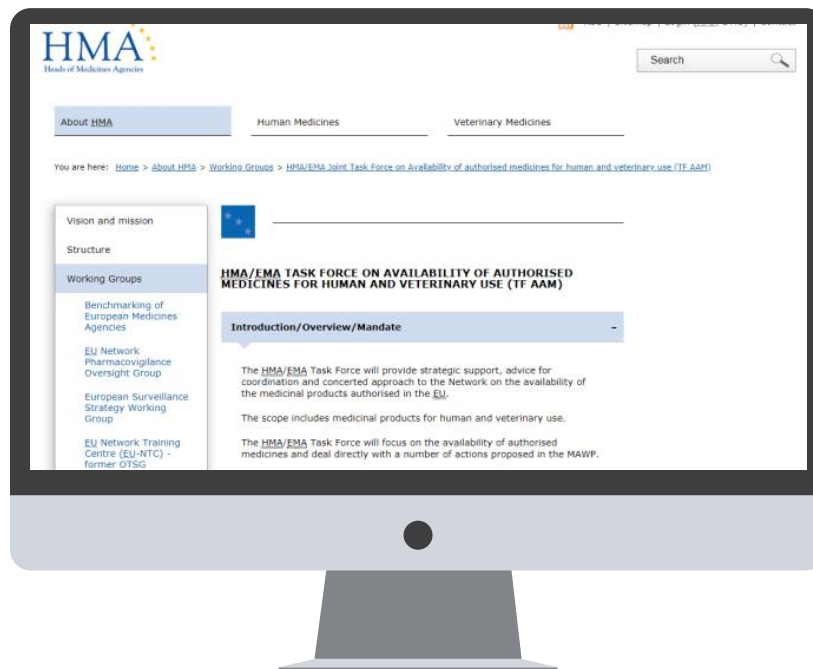 HMA
Heads of Medicines Agencies
Search
About HMA
Human Medicines
Veterinary Medicines
You are here: Home > About HMA > Working Groups > HMA/EMA Joint Task Force on Availability of authorised medicines for human and veterinary use (TF AAM)
Vision and mission
Structure
Working Groups
Benchmarking of
European Medicines
Agencies
EU Network
Pharmacovigilance
Oversight Group
European Surveillance
Strategy Working
Group
EU Network Training
Centre (EU-NTC) -
former OTSG
HMA/EMA TASK FORCE ON AVAILABILITY OF AUTHORISED
MEDICINES FOR HUMAN AND VETERINARY USE (TF AAM)
Introduction/Overview/Mandate -
The HMA/EMA Task Force will provide strategic support, advice for
coordination and concerted approach to the Network on the availability of
the medicinal products authorised in the EU.
The scope includes medicinal products for human and veterinary use.
The HMA/EMA Task Force will focus on the availability of authorised
medicines and deal directly with a number of actions proposed in the MAWP.